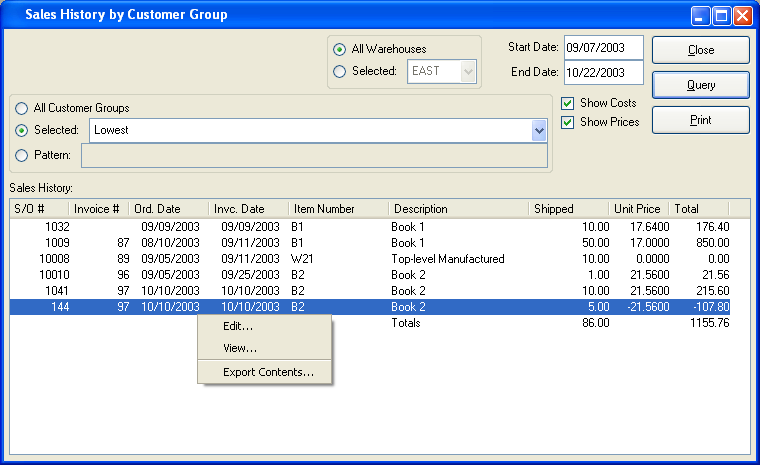 Sales History by Customer Group
All Warehouses
Selected: EAST
Start Date: 09/07/2003
End Date: 10/22/2003
Close
Query
Print
All Customer Groups
Selected: Lowest
Pattern:
Show Costs
Show Prices
Sales History:
S/O # Invoice # Ord. Date Invc. Date Item Number Description Shipped Unit Price Total
1032 09/09/2003 09/09/2003 B1 Book 1 10.00 17.6400 176.40
1009 87 08/10/2003 09/11/2003 B1 Book 1 50.00 17.0000 850.00
10008 89 09/05/2003 09/11/2003 W21 Top-level Manufactured 10.00 0.0000 0.00
10010 96 09/05/2003 09/25/2003 B2 Book 2 1.00 21.5600 21.56
1041 97 10/10/2003 10/10/2003 B2 Book 2 10.00 21.5600 215.60
144 97 10/10/2003 10/10/2003 B2 Book 2 5.00 -21.5600 -107.80
Totals 86.00 1155.76
Edit...
View...
Export Contents...